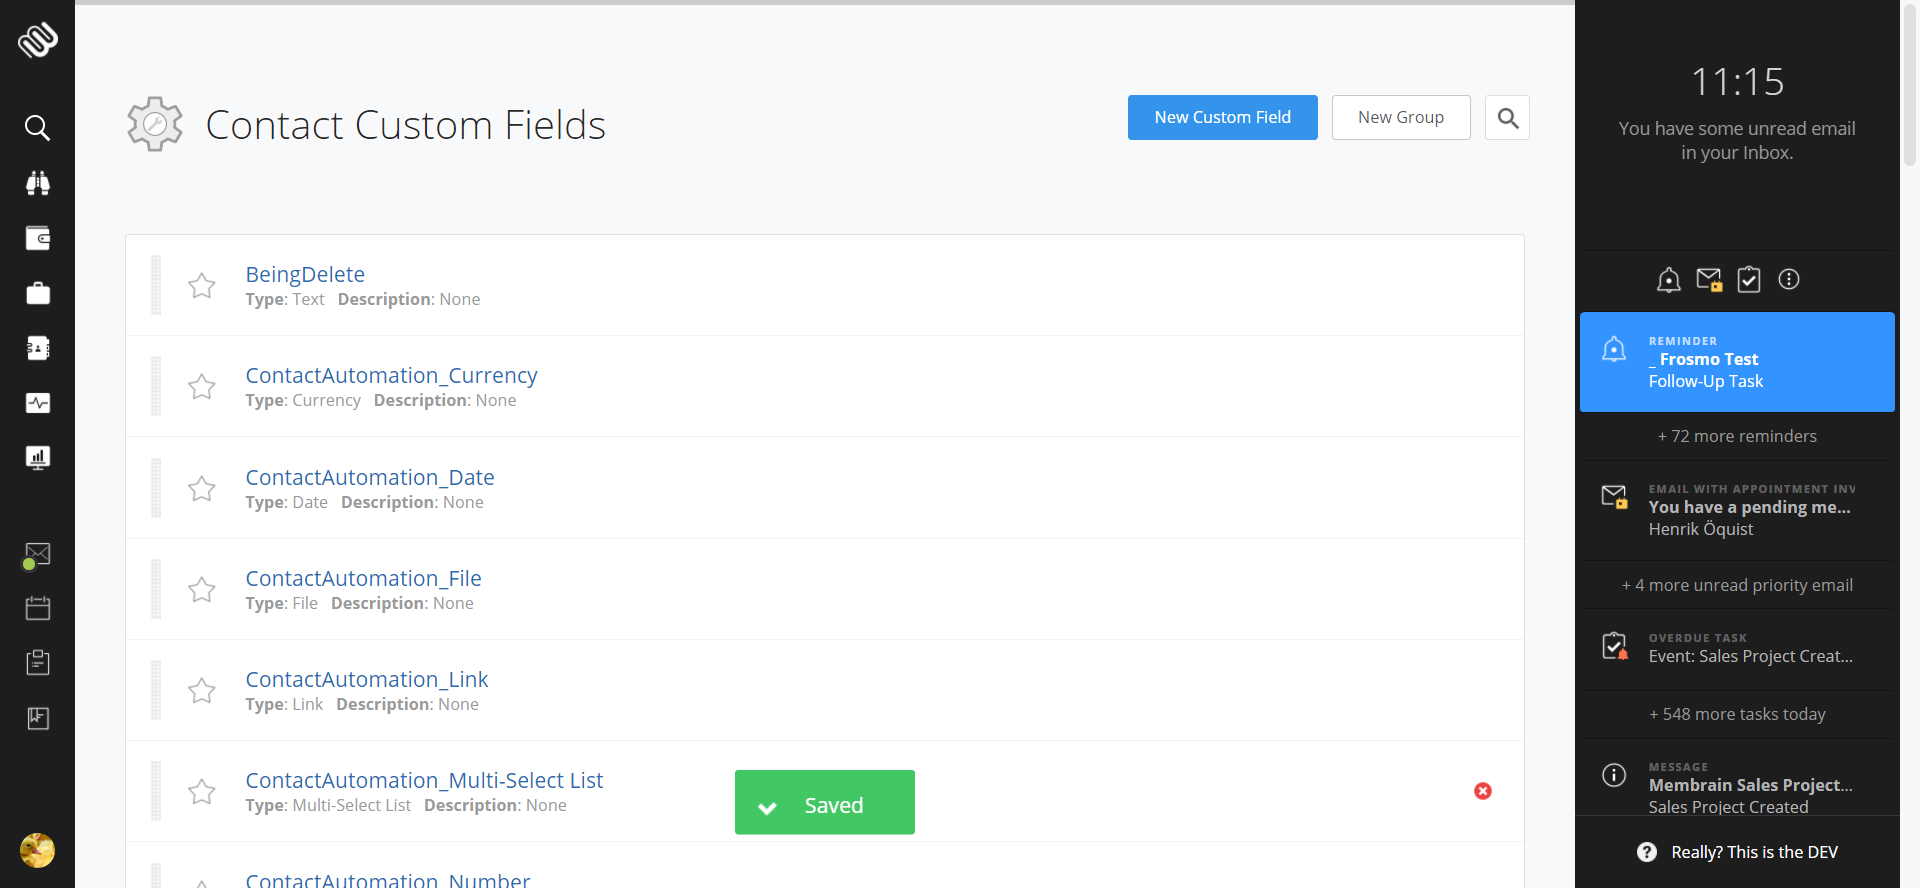 Contact Custom Fields
New Custom Field
New Group
BeingDelete
Type: Text Description: None
ContactAutomation_Currency
Type: Currency Description: None
ContactAutomation_Date
Type: Date Description: None
ContactAutomation_File
Type: File Description: None
ContactAutomation_Link
Type: Link Description: None
ContactAutomation_Multi-Select List
Type: Multi-Select List Description: None
Saved
ContactAutomation_Number
11:15
You have some unread email
in your Inbox.
REMINDER
_ Frosmo Test
Follow-Up Task
+ 72 more reminders
EMAIL WITH APPOINTMENT INV
You have a pending me...
Henrik Öquist
+ 4 more unread priority email
OVERDUE TASK
Event: Sales Project Creat...
+ 548 more tasks today
MESSAGE
Membrain Sales Project...
Sales Project Created
Really? This is the DEV